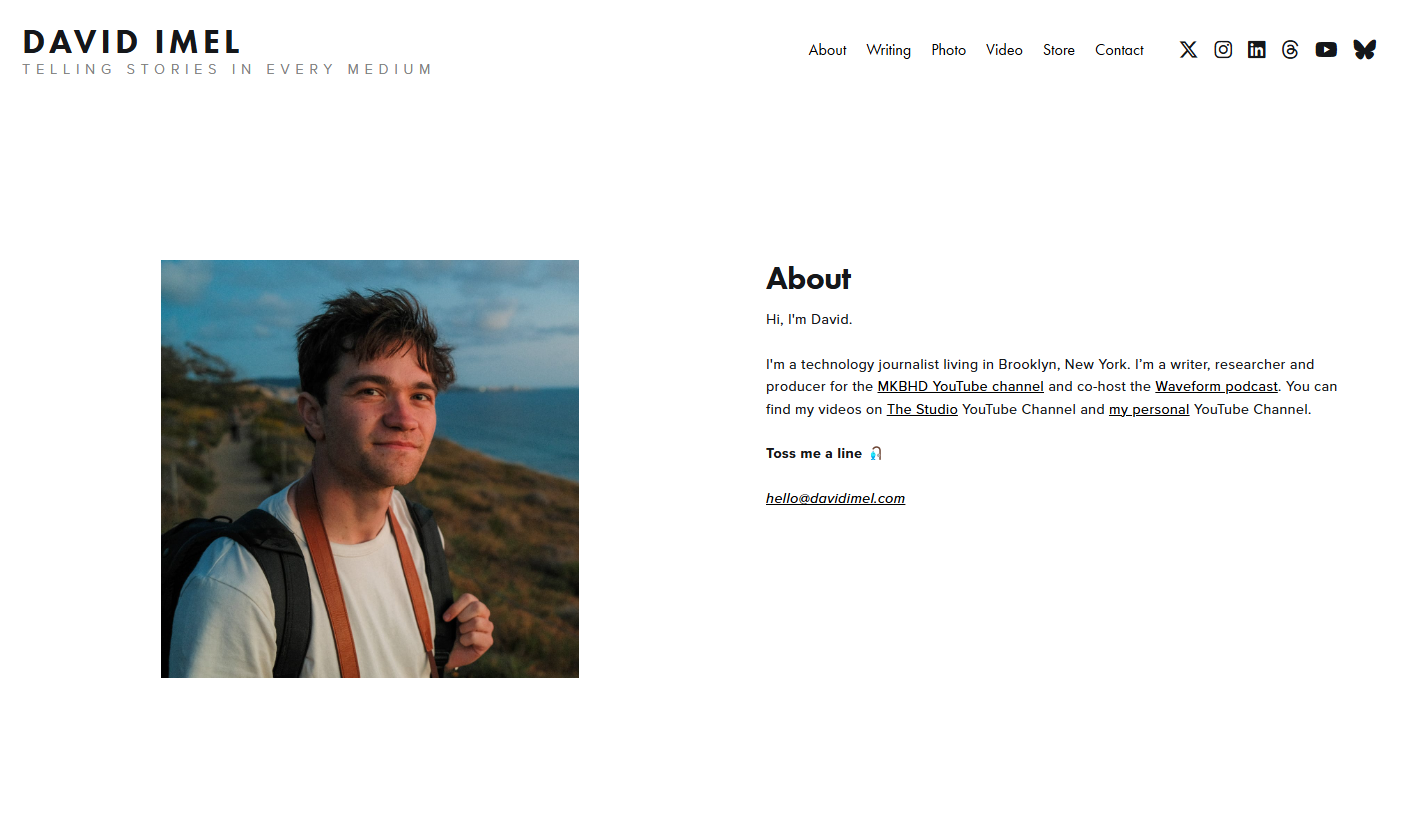 DAVID IMEL
TELLING STORIES IN EVERY MEDIUM
About Writing Photo Video Store Contact
About
Hi, I'm David.
I'm a technology journalist living in Brooklyn, New York. I’m a writer, researcher and
producer for the MKBHD YouTube channel and co-host the Waveform podcast. You can
find my videos on The Studio YouTube Channel and my personal YouTube Channel.
Toss me a line 🎣
hello@davidimel.com